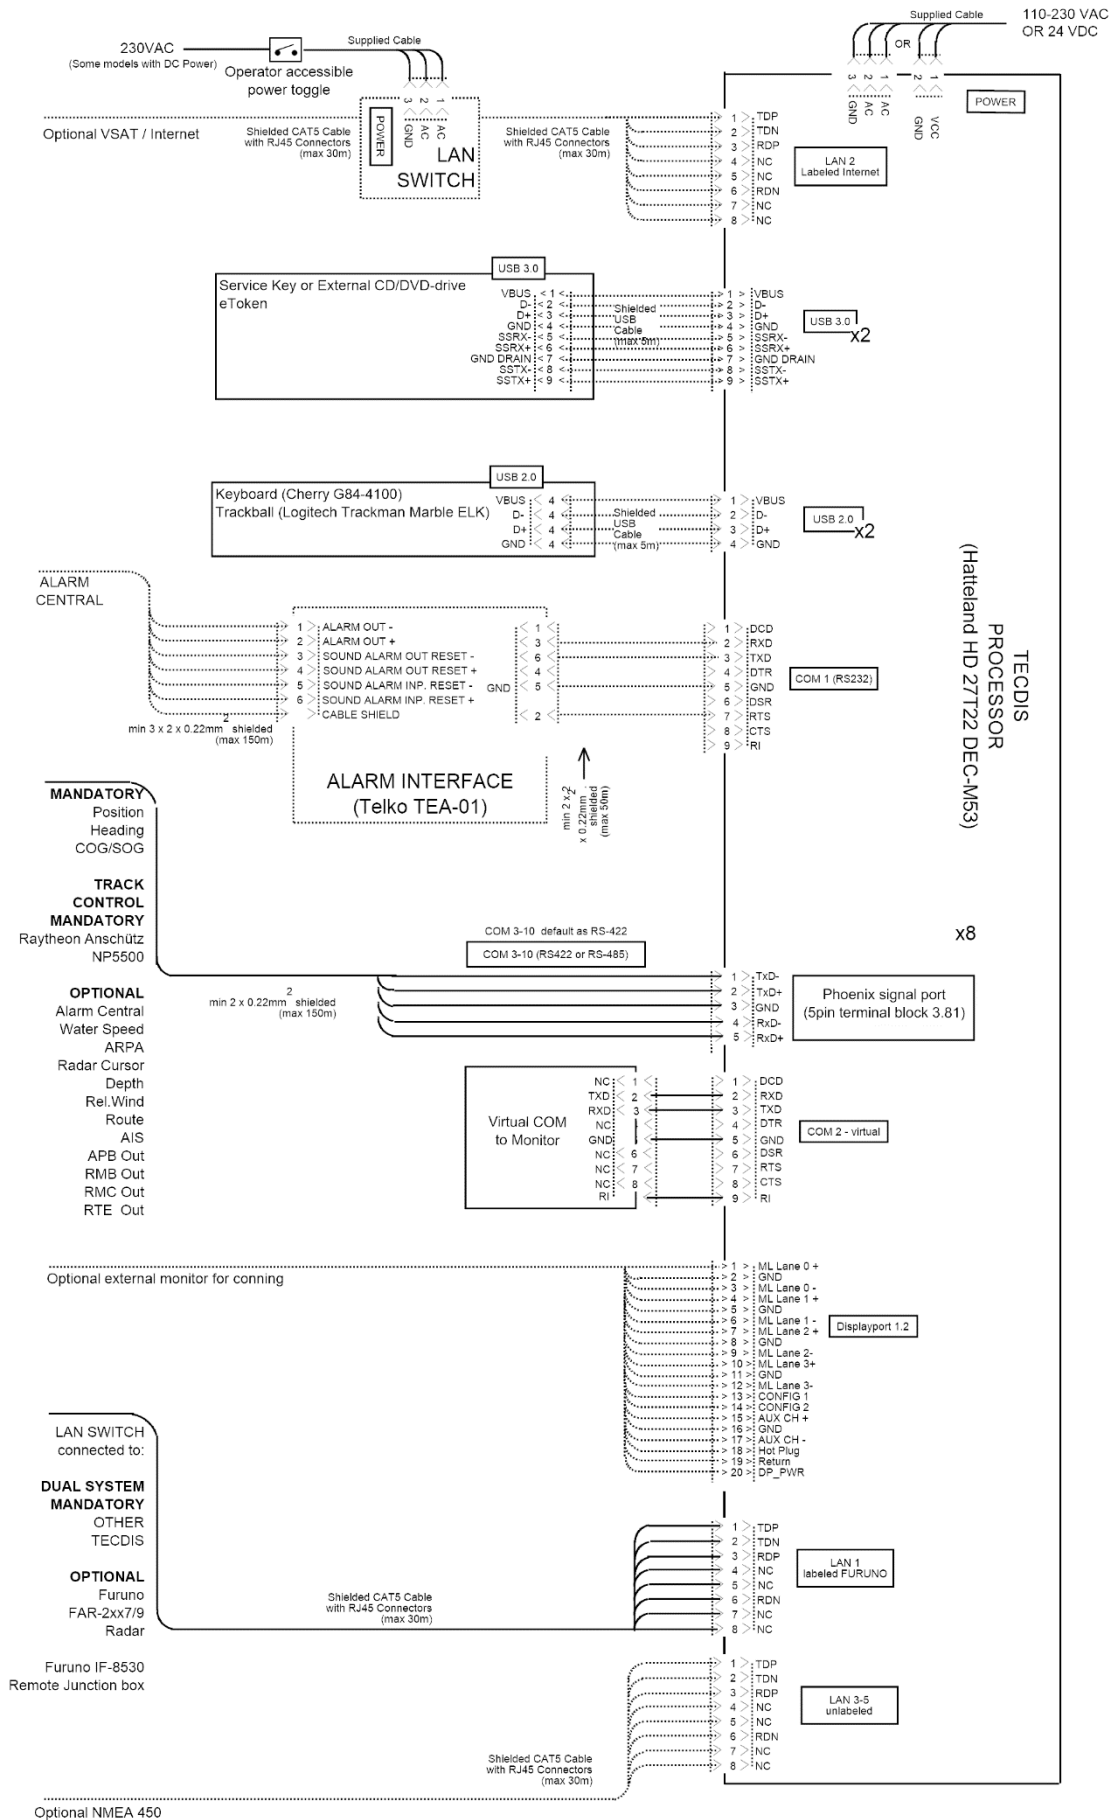 Supplied Cable
110-230 VAC
OR 24 VDC
OR
3 2 1 2 1
GND AC AC GND VCC
POWER
230VAC
(Some models with DC Power)
Operator accessible
power toggle
Supplied Cable
3 2 1
GND AC AC
POWER
LAN
SWITCH
Optional VSAT / Internet
Shielded CAT5 Cable
with RJ45 Connectors
(max 30m)
Shielded CAT5 Cable
with RJ45 Connectors
(max 30m)
1 TDP
2 TDN
3 RDP
4 NC
5 NC
6 RDN
7 NC
8 NC
LAN 2
Labeled Internet
USB 3.0
Service Key or External CD/DVD-drive
eToken
VBUS < 1 <
D- < 2 <
D+ < 3 <
GND < 4 <
SSRX- < 5 <
SSRX+ < 6 <
GND DRAIN < 7 <
SSTX- < 8 <
SSTX+ < 9 <
Shielded
USB
Cable
(max 5m)
> 1 > VBUS
> 2 > D-
> 3 > D+
> 4 > GND
> 5 > SSRX-
> 6 > SSRX+
> 7 > GND DRAIN
> 8 > SSTX-
> 9 > SSTX+
USB 3.0
x2
USB 2.0
Keyboard (Cherry G84-4100)
Trackball (Logitech Trackman Marble ELK)
VBUS 4
D- 4
D+ 4
GND 4
Shielded
USB
Cable
(max 5m)
1 VBUS
2 D-
3 D+
4 GND
USB 2.0
x2
TECDIS
PROCESSOR
(Hatteland HD 27T22 DEC-M53)
ALARM
CENTRAL
1 ALARM OUT -
2 ALARM OUT +
3 SOUND ALARM OUT RESET -
4 SOUND ALARM OUT RESET +
5 SOUND ALARM INP. RESET -
6 SOUND ALARM INP. RESET +
CABLE SHIELD
min 3 x 2 x 0.22mm2 shielded
(max 150m)
1
3
6
4
GND 5
2
ALARM INTERFACE
(Telko TEA-01)
min 2 x 2
x 0.22mm2
shielded
(max 50m)
1 DCD
2 RXD
3 TXD
4 DTR
5 GND
6 DSR
7 RTS
8 CTS
9 RI
COM 1 (RS232)
MANDATORY
Position
Heading
COG/SOG
TRACK
CONTROL
MANDATORY
Raytheon Anschütz
NP5500
OPTIONAL
Alarm Central
Water Speed
ARPA
Radar Cursor
Depth
Rel.Wind
Route
AIS
APB Out
RMB Out
RMC Out
RTE Out
min 2 x 0.22mm2 shielded
(max 150m)
COM 3-10 default as RS-422
COM 3-10 (RS422 or RS-485)
1 TxD-
2 TxD+
3 GND
4 RxD-
5 RxD+
x8
Phoenix signal port
(5pin terminal block 3.81)
Virtual COM
to Monitor
NC 1
TXD 2
RXD 3
NC
GND
NC 6
NC 7
NC 8
RI
1 DCD
2 RXD
3 TXD
4 DTR
5 GND
6 DSR
7 RTS
8 CTS
9 RI
COM 2 - virtual
Optional external monitor for conning
> 1 > ML Lane 0 +
> 2 > GND
> 3 > ML Lane 0 -
> 4 > ML Lane 1 +
> 5 > GND
> 6 > ML Lane 1 -
> 7 > ML Lane 2 +
> 8 > GND
> 9 > ML Lane 2-
> 10 > ML Lane 3+
> 11 > GND
> 12 > ML Lane 3-
> 13 > CONFIG 1
> 14 > CONFIG 2
> 15 > AUX CH +
> 16 > GND
> 17 > AUX CH -
> 18 > Hot Plug
> 19 > Return
> 20 > DP_PWR
Displayport 1.2
LAN SWITCH
connected to:
DUAL SYSTEM
MANDATORY
OTHER
TECDIS
OPTIONAL
Furuno
FAR-2xx7/9
Radar
Furuno IF-8530
Remote Junction box
Shielded CAT5 Cable
with RJ45 Connectors
(max 30m)
1 TDP
2 TDN
3 RDP
4 NC
5 NC
6 RDN
7 NC
8 NC
LAN 1
labeled FURUNO
1 TDP
2 TDN
3 RDP
4 NC
5 NC
6 RDN
7 NC
8 NC
LAN 3-5
unlabeled
Shielded CAT5 Cable
with RJ45 Connectors
(max 30m)
Optional NMEA 450